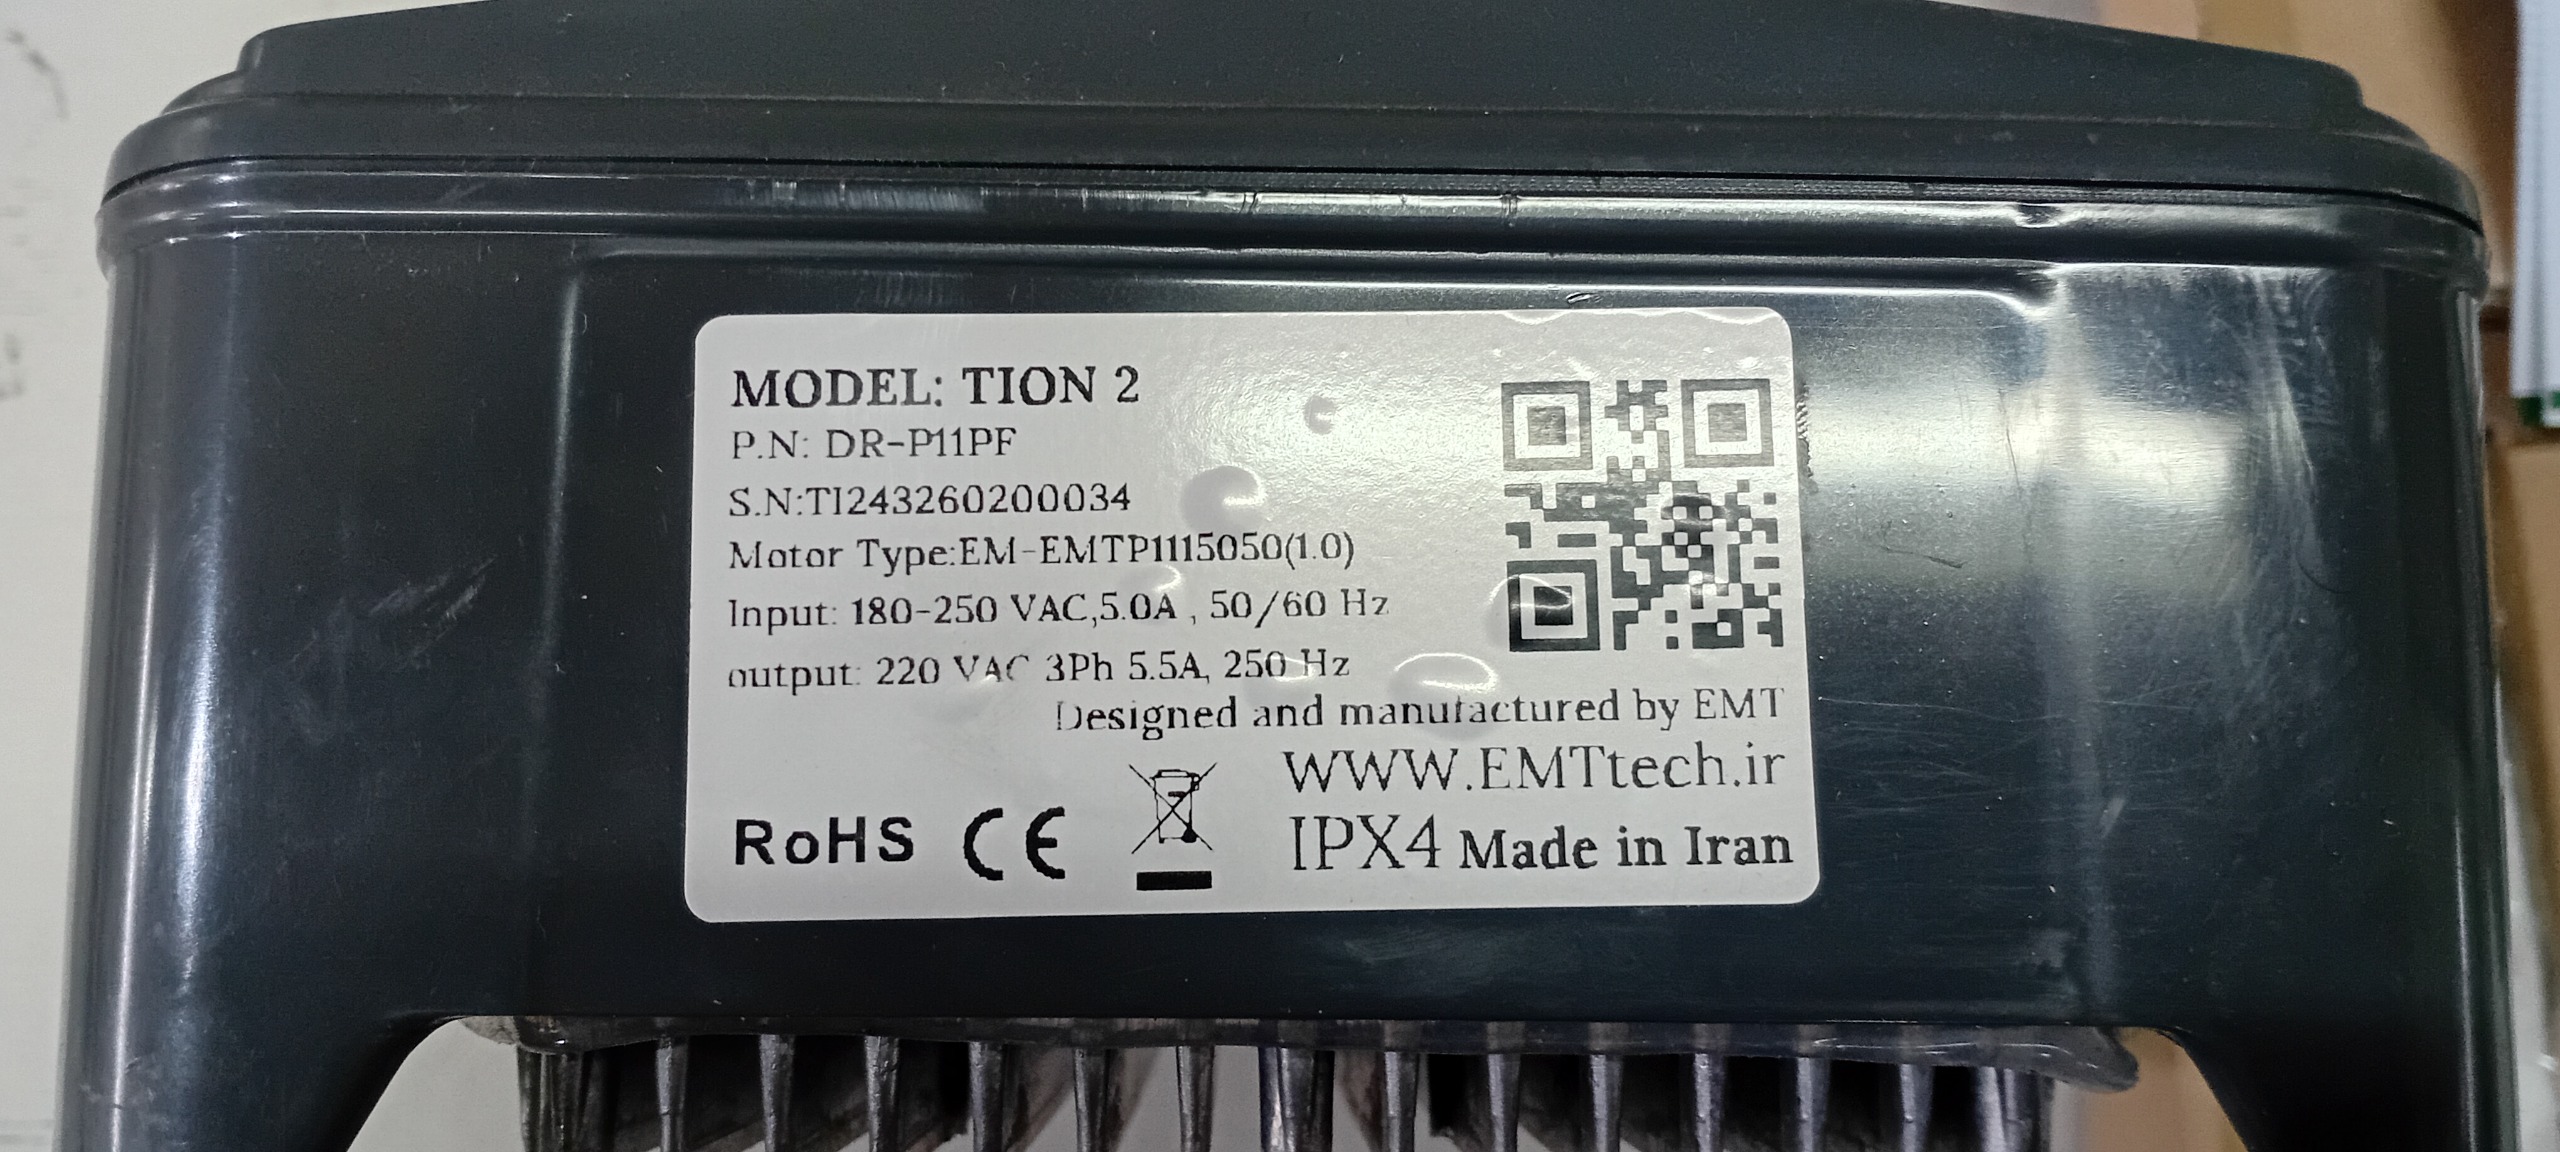 MODEL: TION 2
P.N: DR-P11PF
S.N:TI243260200034
Motor Type:EM-EMTP1115050(1.0)
Input: 180-250 VAC,5.0A , 50/60 Hz
output: 220 VAC 3Ph 5.5A, 250 Hz
Designed and manufactured by EMT
WWW.EMTtech.ir
RoHS CE IPX4 Made in Iran